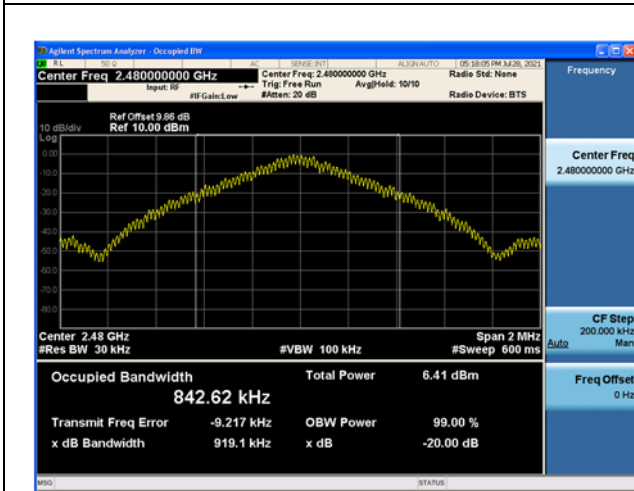 Agilent Spectrum Analyzer - Occupied BW
RL 50 Ω AC SENSE:INT ALIGN AUTO 05:18:05 PM Jul 28, 2021
Center Freq 2.480000000 GHz
Center Freq: 2.480000000 GHz
Radio Std: None
Frequency
Input: RF
Trig: Free Run
Avg|Hold: 10/10
#IFGain:Low
#Atten: 20 dB
Radio Device: BTS
Ref Offset 9.86 dB
10 dB/div
Ref 10.00 dBm
Log
0.00
-10.0
-20.0
-30.0
-40.0
-50.0
-60.0
-70.0
-80.0
Center Freq
2.480000000 GHz
Center 2.48 GHz
Span 2 MHz
#Res BW 30 kHz
#VBW 100 kHz
#Sweep 600 ms
CF Step
200.000 kHz
Auto Man
Occupied Bandwidth
842.62 kHz
Total Power 6.41 dBm
Freq Offset
0 Hz
Transmit Freq Error -9.217 kHz
OBW Power 99.00 %
x dB Bandwidth 919.1 kHz
x dB -20.00 dB
MSG
STATUS